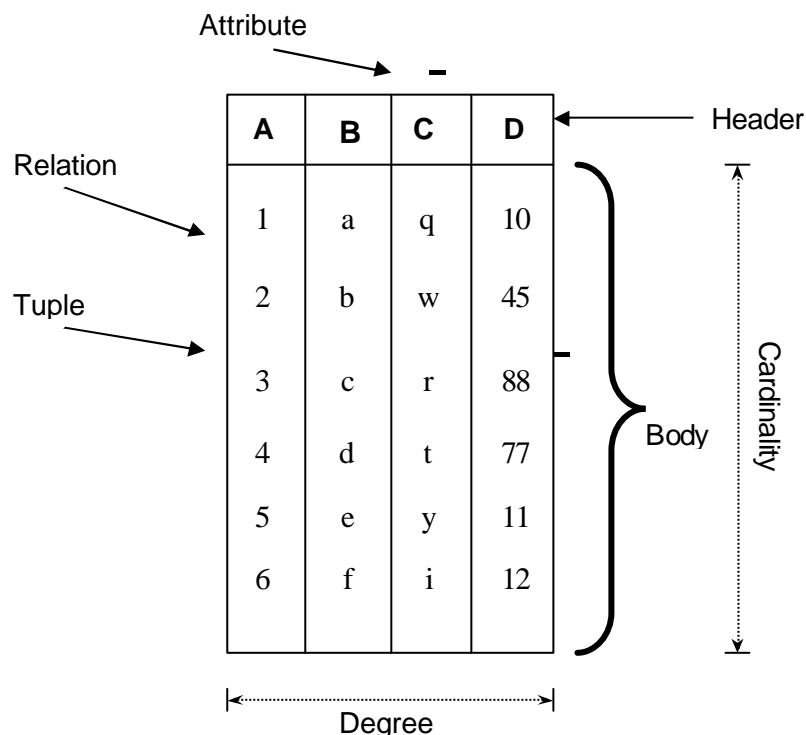 Attribute
A B C D
Header
Relation
1 a q 10
2 b w 45
Tuple
3 c r 88
Cardinality
Body
4 d t 77
5 e y 11
6 f i 12
Degree